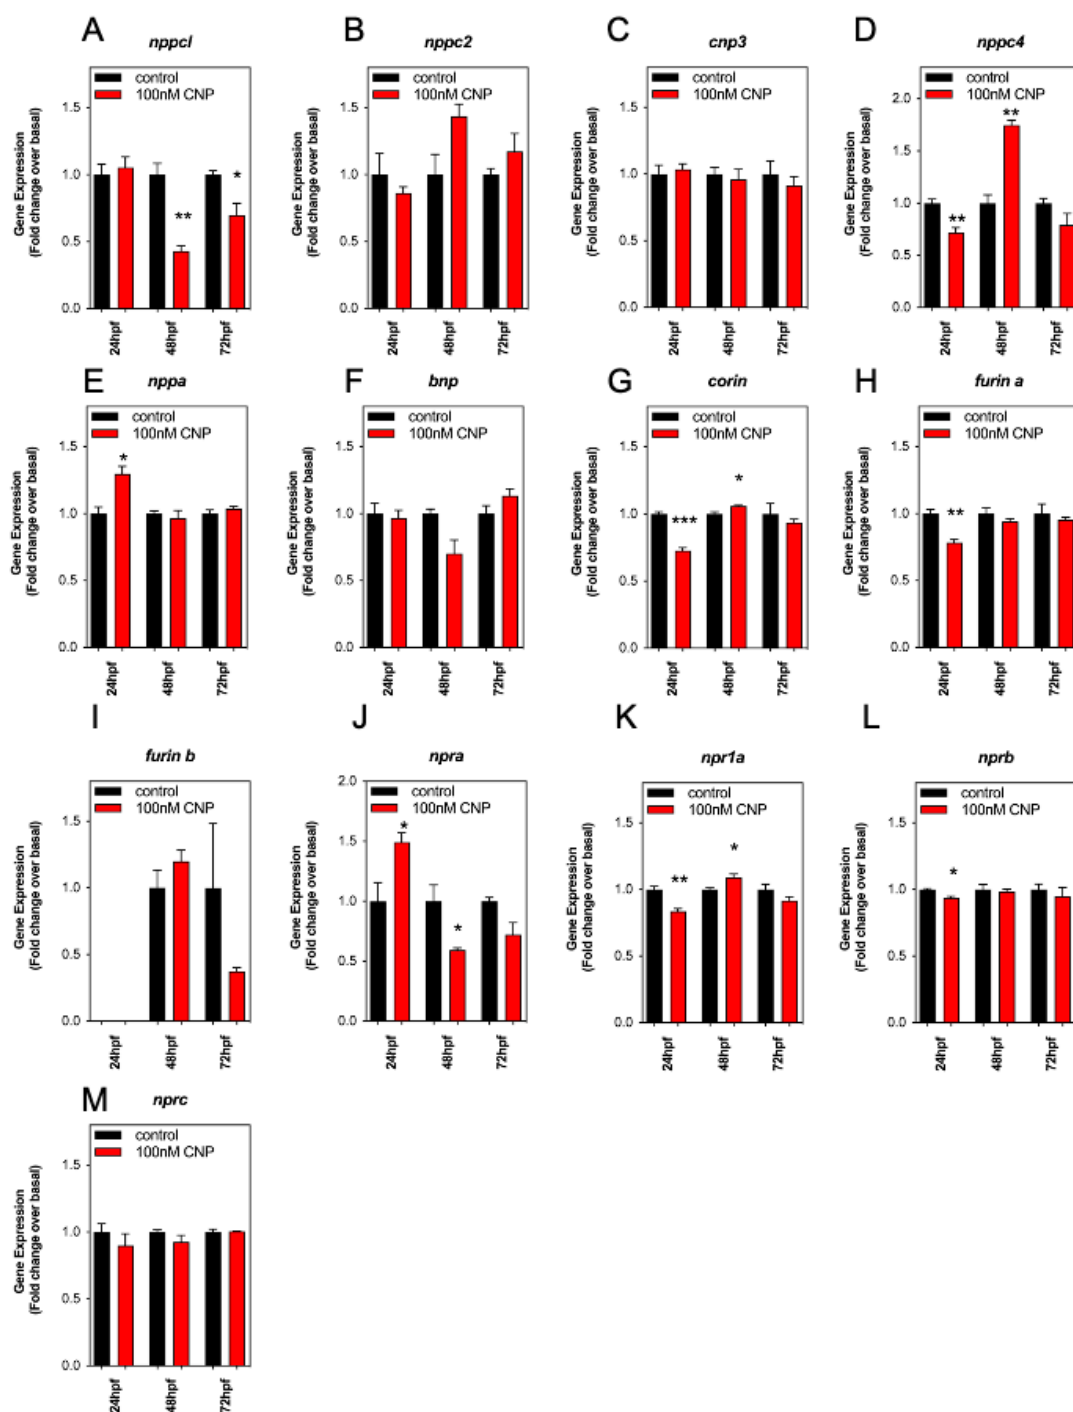 A
nppcl
control
100nM CNP
Gene Expression
(Fold change over basal)
1.5
1.0
0.5
0.0
**
*
24hpf
48hpf
72hpf
B
nppc2
control
100nM CNP
Gene Expression
(Fold change over basal)
1.5
1.0
0.5
0.0
24hpf
48hpf
72hpf
C
cnp3
control
100nM CNP
Gene Expression
(Fold change over basal)
1.5
1.0
0.5
0.0
24hpf
48hpf
72hpf
D
nppc4
control
100nM CNP
Gene Expression
(Fold change over basal)
2.0
1.5
1.0
0.5
0.0
**
**
24hpf
48hpf
72hpf
E
nppa
control
100nM CNP
Gene Expression
(Fold change over basal)
1.5
1.0
0.5
0.0
*
24hpf
48hpf
72hpf
F
bnp
control
100nM CNP
Gene Expression
(Fold change over basal)
1.5
1.0
0.5
0.0
24hpf
48hpf
72hpf
G
corin
control
100nM CNP
Gene Expression
(Fold change over basal)
1.5
1.0
0.5
0.0
***
*
24hpf
48hpf
72hpf
H
furin a
control
100nM CNP
Gene Expression
(Fold change over basal)
1.5
1.0
0.5
0.0
**
24hpf
48hpf
72hpf
I
furin b
control
100nM CNP
Gene Expression
(Fold change over basal)
1.5
1.0
0.5
0.0
24hpf
48hpf
72hpf
J
npra
control
100nM CNP
Gene Expression
(Fold change over basal)
2.0
1.5
1.0
0.5
0.0
*
*
24hpf
48hpf
72hpf
K
npr1a
control
100nM CNP
Gene Expression
(Fold change over basal)
1.5
1.0
0.5
0.0
**
*
24hpf
48hpf
72hpf
L
nprb
control
100nM CNP
Gene Expression
(Fold change over basal)
1.5
1.0
0.5
0.0
*
24hpf
48hpf
72hpf
M
nprc
control
100nM CNP
Gene Expression
(Fold change over basal)
1.5
1.0
0.5
0.0
24hpf
48hpf
72hpf